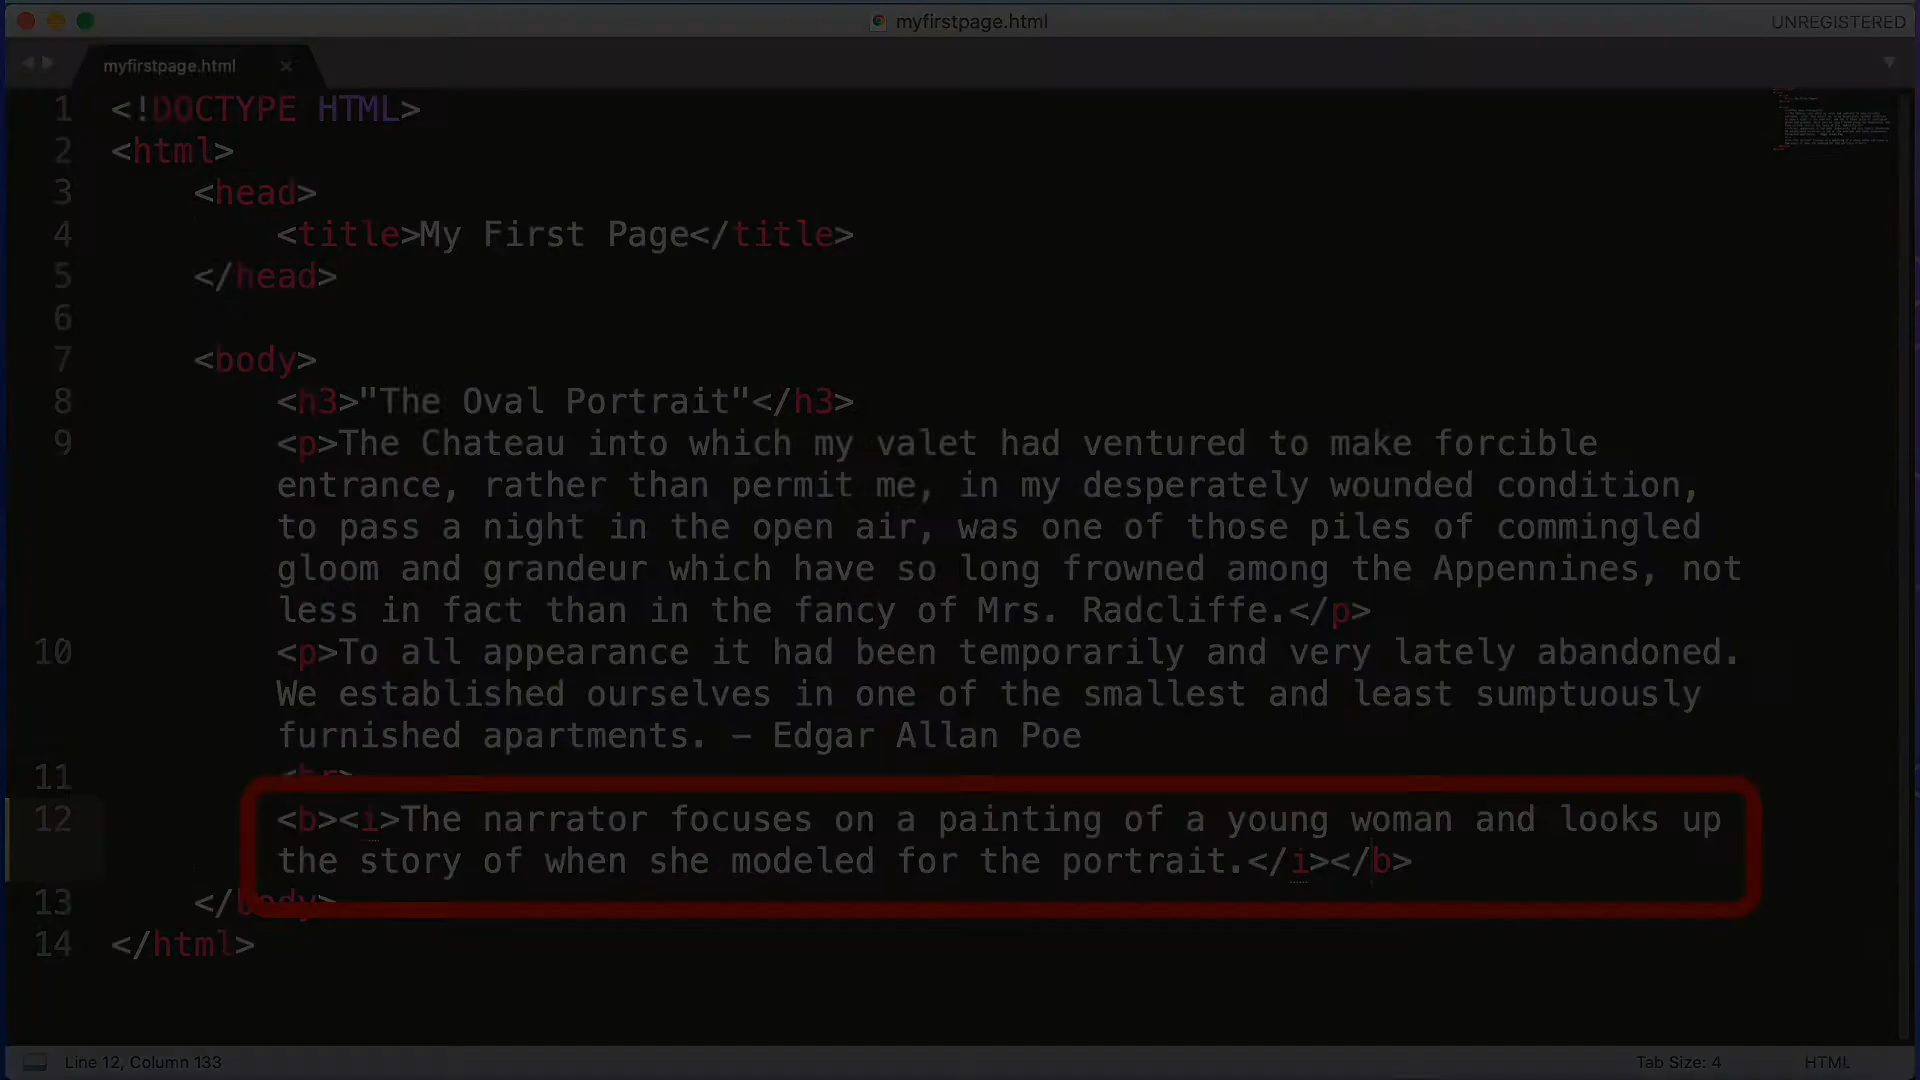 myfirstpage.html
UNREGISTERED
myfirstpage.html
1 <!DOCTYPE HTML>
2 <html>
3 <head>
4 <title>My First Page</title>
5 </head>
6
7 <body>
8 <h3>"The Oval Portrait"</h3>
9 <p>The Chateau into which my valet had ventured to make forcible
entrance, rather than permit me, in my desperately wounded condition,
to pass a night in the open air, was one of those piles of commingled
gloom and grandeur which have so long frowned among the Appennines, not
less in fact than in the fancy of Mrs. Radcliffe.</p>
10 <p>To all appearance it had been temporarily and very lately abandoned.
We established ourselves in one of the smallest and least sumptuously
furnished apartments. – Edgar Allan Poe
11 <br>
12 <b><i>The narrator focuses on a painting of a young woman and looks up
the story of when she modeled for the portrait.</i></b>
13 </body>
14 </html>
Line 12, Column 133
Tab Size: 4
HTML